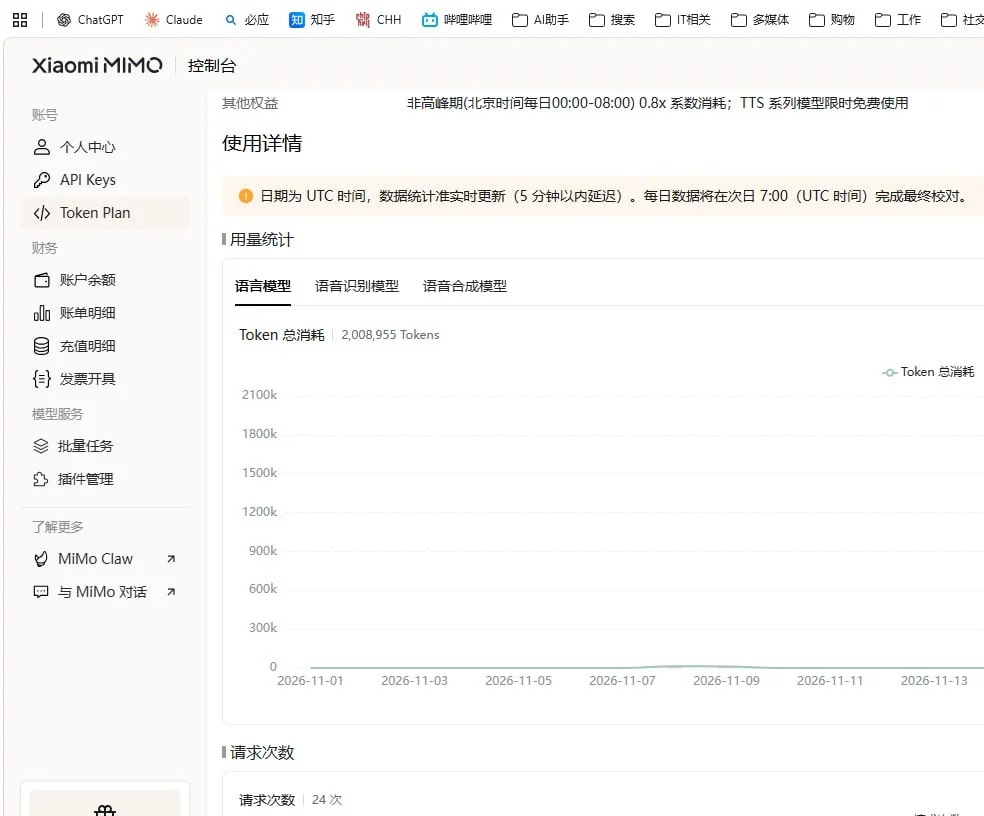 ChatGPT Claude 必应 知乎 CHH 哔哩哔哩 AI助手 搜索 IT相关 多媒体 购物 工作 社交
Xiaomi MIMO 控制台
账号
个人中心
API Keys
Token Plan
财务
账户余额
账单明细
充值明细
发票开具
模型服务
批量任务
插件管理
了解更多
MiMo Claw
与 MiMo 对话
其他权益 非高峰期(北京时间每日00:00-08:00) 0.8x 系数消耗；TTS 系列模型限时免费使用
使用详情
日期为 UTC 时间，数据统计准实时更新（5 分钟以内延迟）。每日数据将在次日 7:00（UTC 时间）完成最终校对。
用量统计
语言模型 语音识别模型 语音合成模型
Token 总消耗 2,008,955 Tokens
Token 总消耗
2100k
1800k
1500k
1200k
900k
600k
300k
0
2026-11-01 2026-11-03 2026-11-05 2026-11-07 2026-11-09 2026-11-11 2026-11-13
请求次数
请求次数 24 次